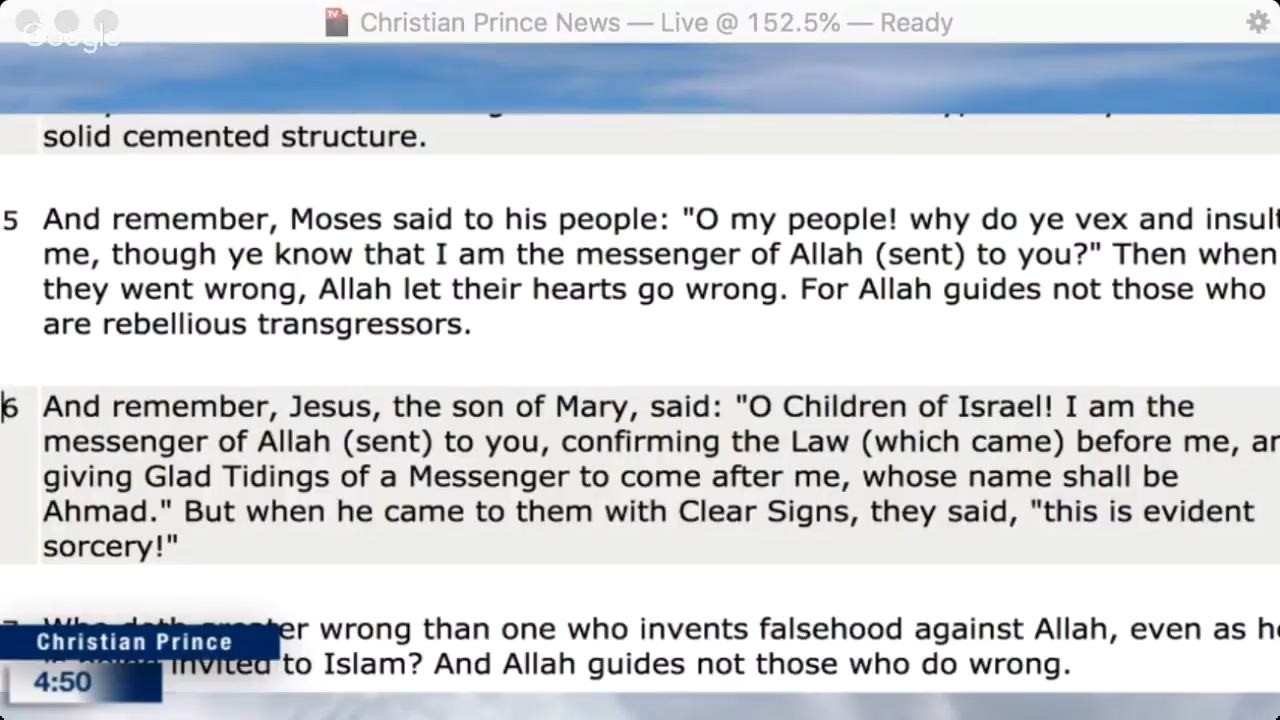 Christian Prince News — Live @ 152.5% — Ready
Google
solid cemented structure.
5 And remember, Moses said to his people: "O my people! why do ye vex and insult
me, though ye know that I am the messenger of Allah (sent) to you?" Then when
they went wrong, Allah let their hearts go wrong. For Allah guides not those who
are rebellious transgressors.
6 And remember, Jesus, the son of Mary, said: "O Children of Israel! I am the
messenger of Allah (sent) to you, confirming the Law (which came) before me, an
giving Glad Tidings of a Messenger to come after me, whose name shall be
Ahmad." But when he came to them with Clear Signs, they said, "this is evident
sorcery!"
wrong than one who invents falsehood against Allah, even as he
invited to Islam? And Allah guides not those who do wrong.
Christian Prince
4:50